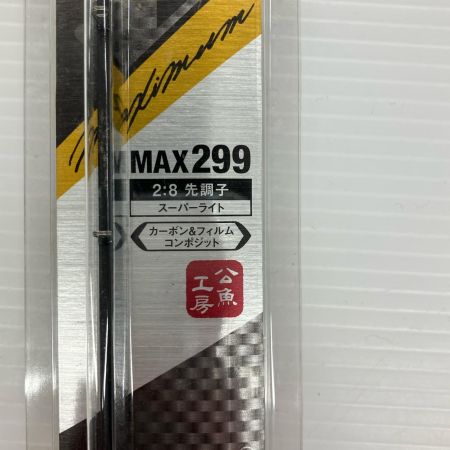 Maximum
MAX299
2:8 先調子
スーパーライト
カーボン&フィルム
コンポジット
公魚
工房